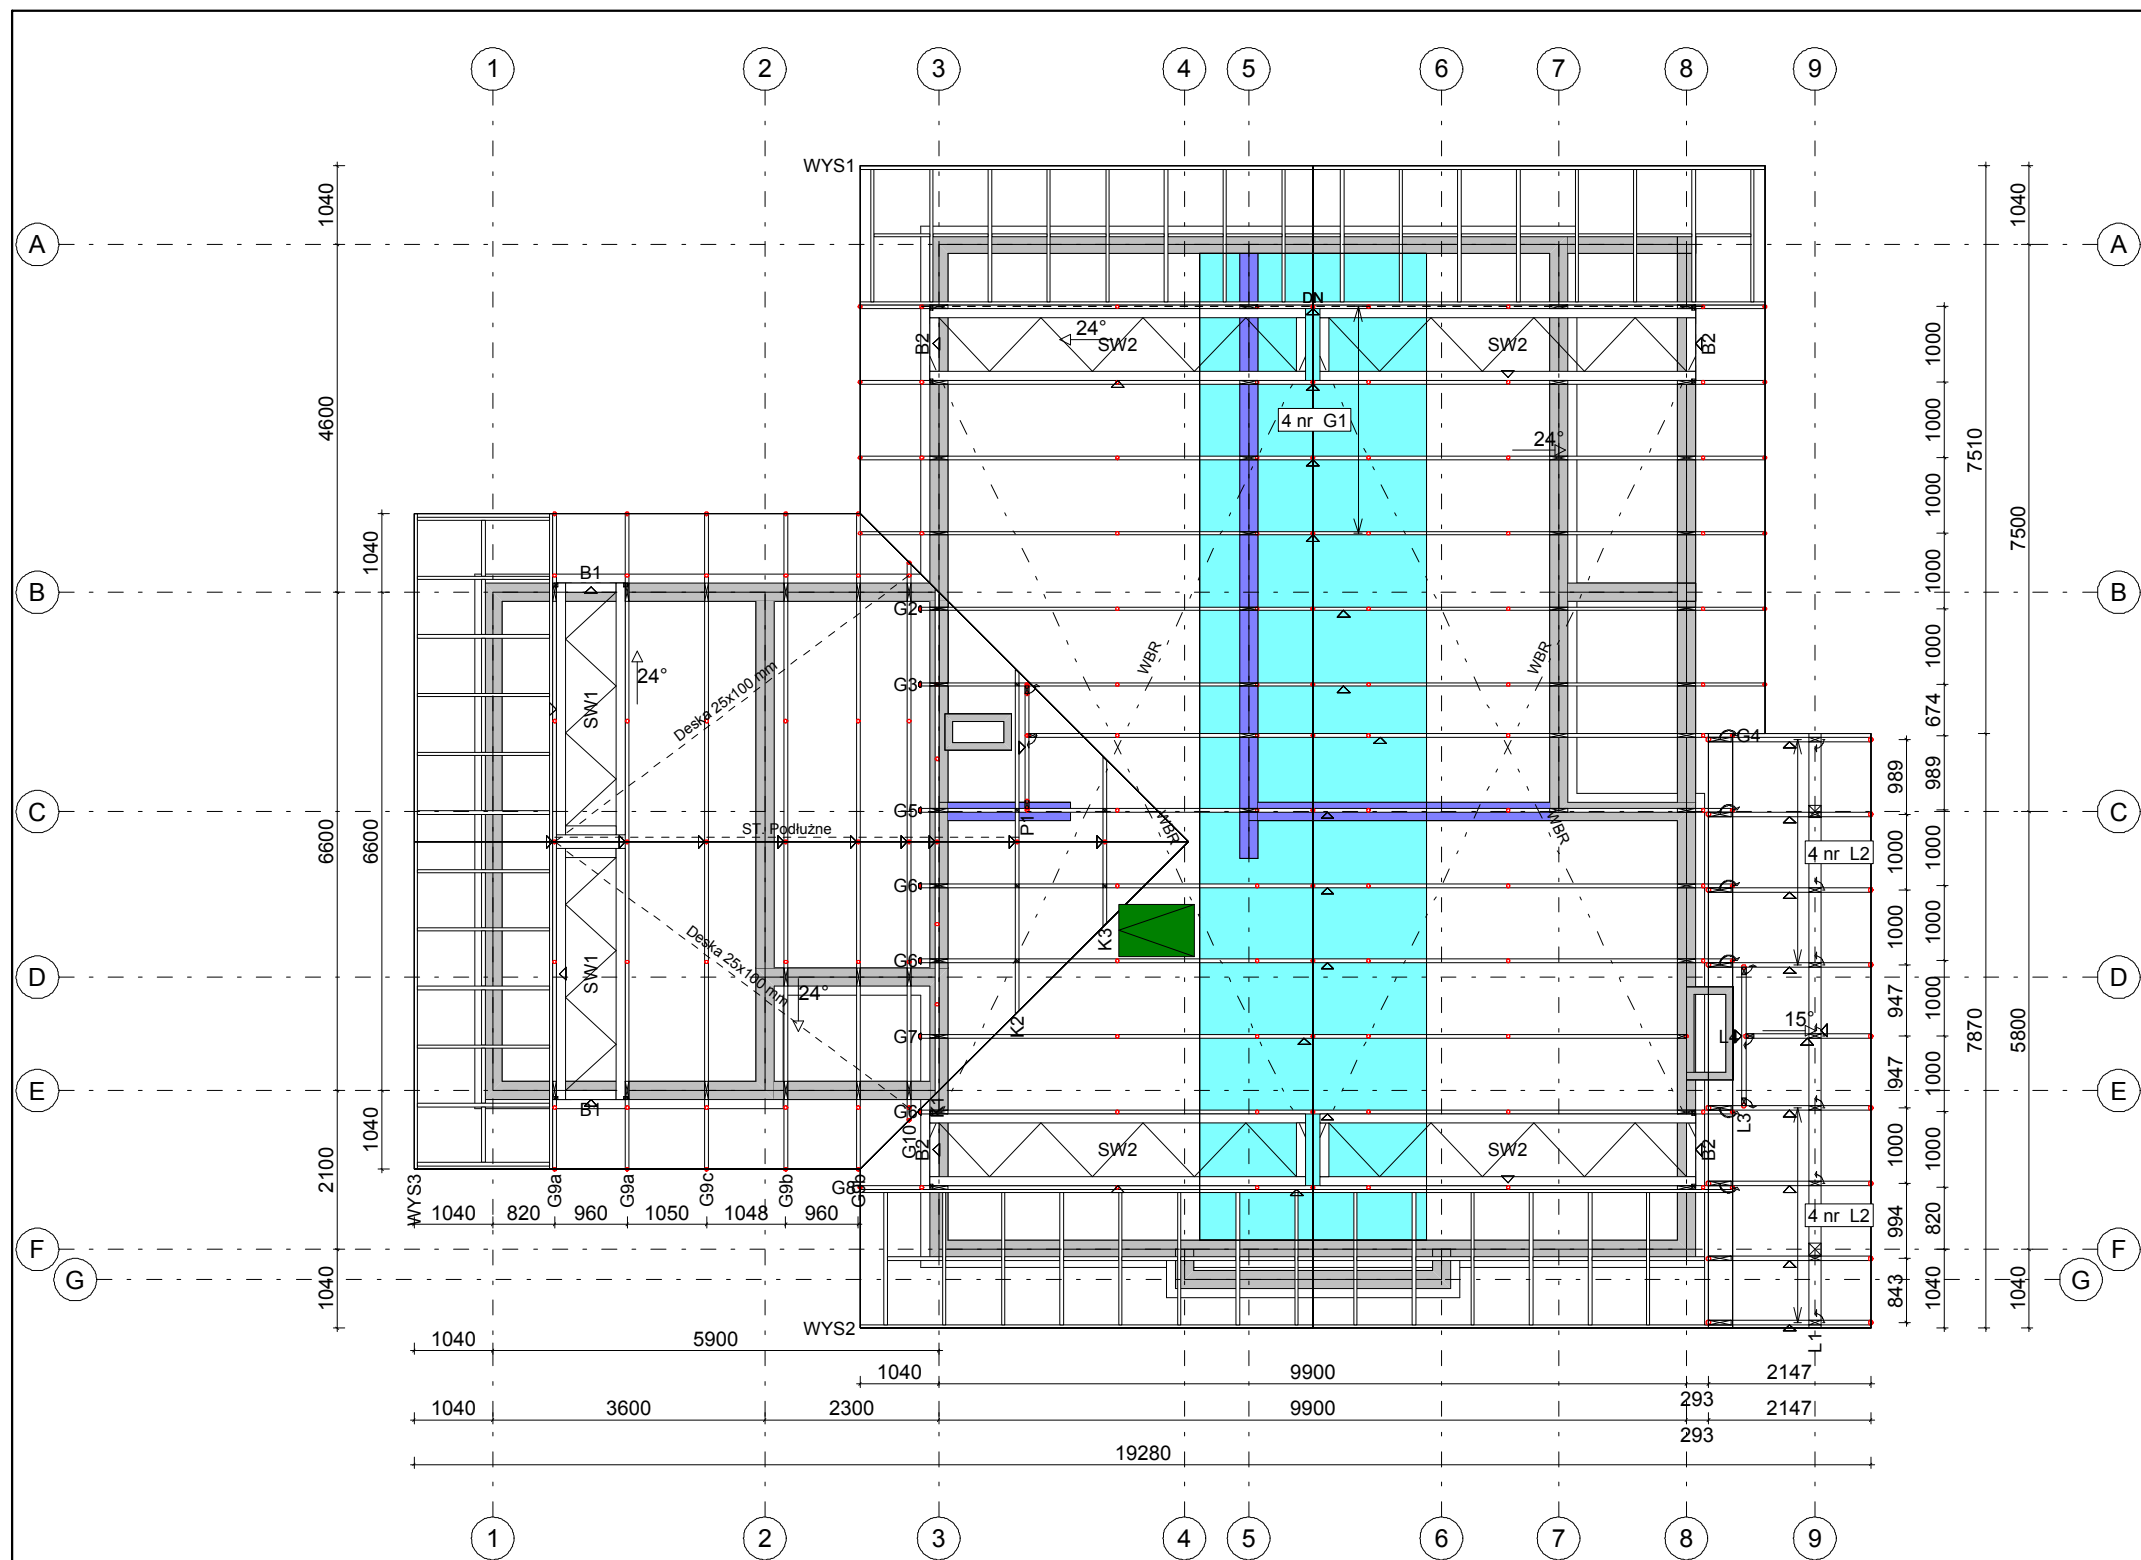 1 2 3 4 5 6 7 8 9
A A
B B
C C
D D
E E
F F
G G
WYS1
DN
24°
SW2 SW2
B2 B2
4 nr G1
24°
1040
4600
1040
6600
6600
1040
2100
1040
B1
SW1
24°
Deska 25x100 mm
G2
G3
WBR
WBR
G4
ST. Podłużne
G5
P1
WBR
WBR
4 nr L2
G6
K3
G6
SW1
Deska 25x100 mm
24°
K2
G7
L4
15°
B1
G6
K1
G10
B2
SW2 SW2
B2
L3
G8
WYS3
G9a
G9a
G9c
G9b
G9b
4 nr L2
WYS2
L1
1040 820 960 1050 1048 960
1040 5900
1040 9900 2147
293
1040 3600 2300 9900 2147
293
19280
989
1000
1000
947
947
1000
994
843
1000
1000
1000
1000
1000
674
989
1000
1000
1000
1000
1000
820
1040
7510
7870
1040
7500
5800
1040
1 2 3 4 5 6 7 8 9